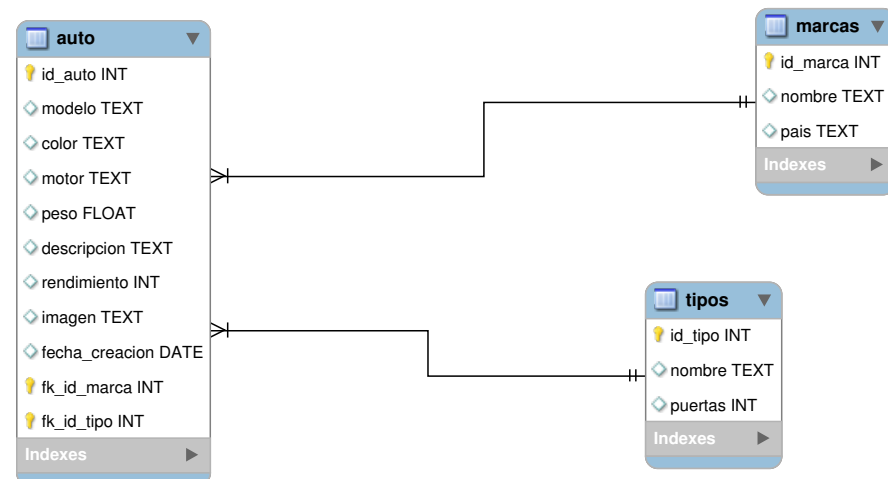 auto
id_auto INT
modelo TEXT
color TEXT
motor TEXT
peso FLOAT
descripcion TEXT
rendimiento INT
imagen TEXT
fecha_creacion DATE
fk_id_marca INT
fk_id_tipo INT
Indexes
marcas
id_marca INT
nombre TEXT
pais TEXT
Indexes
tipos
id_tipo INT
nombre TEXT
puertas INT
Indexes